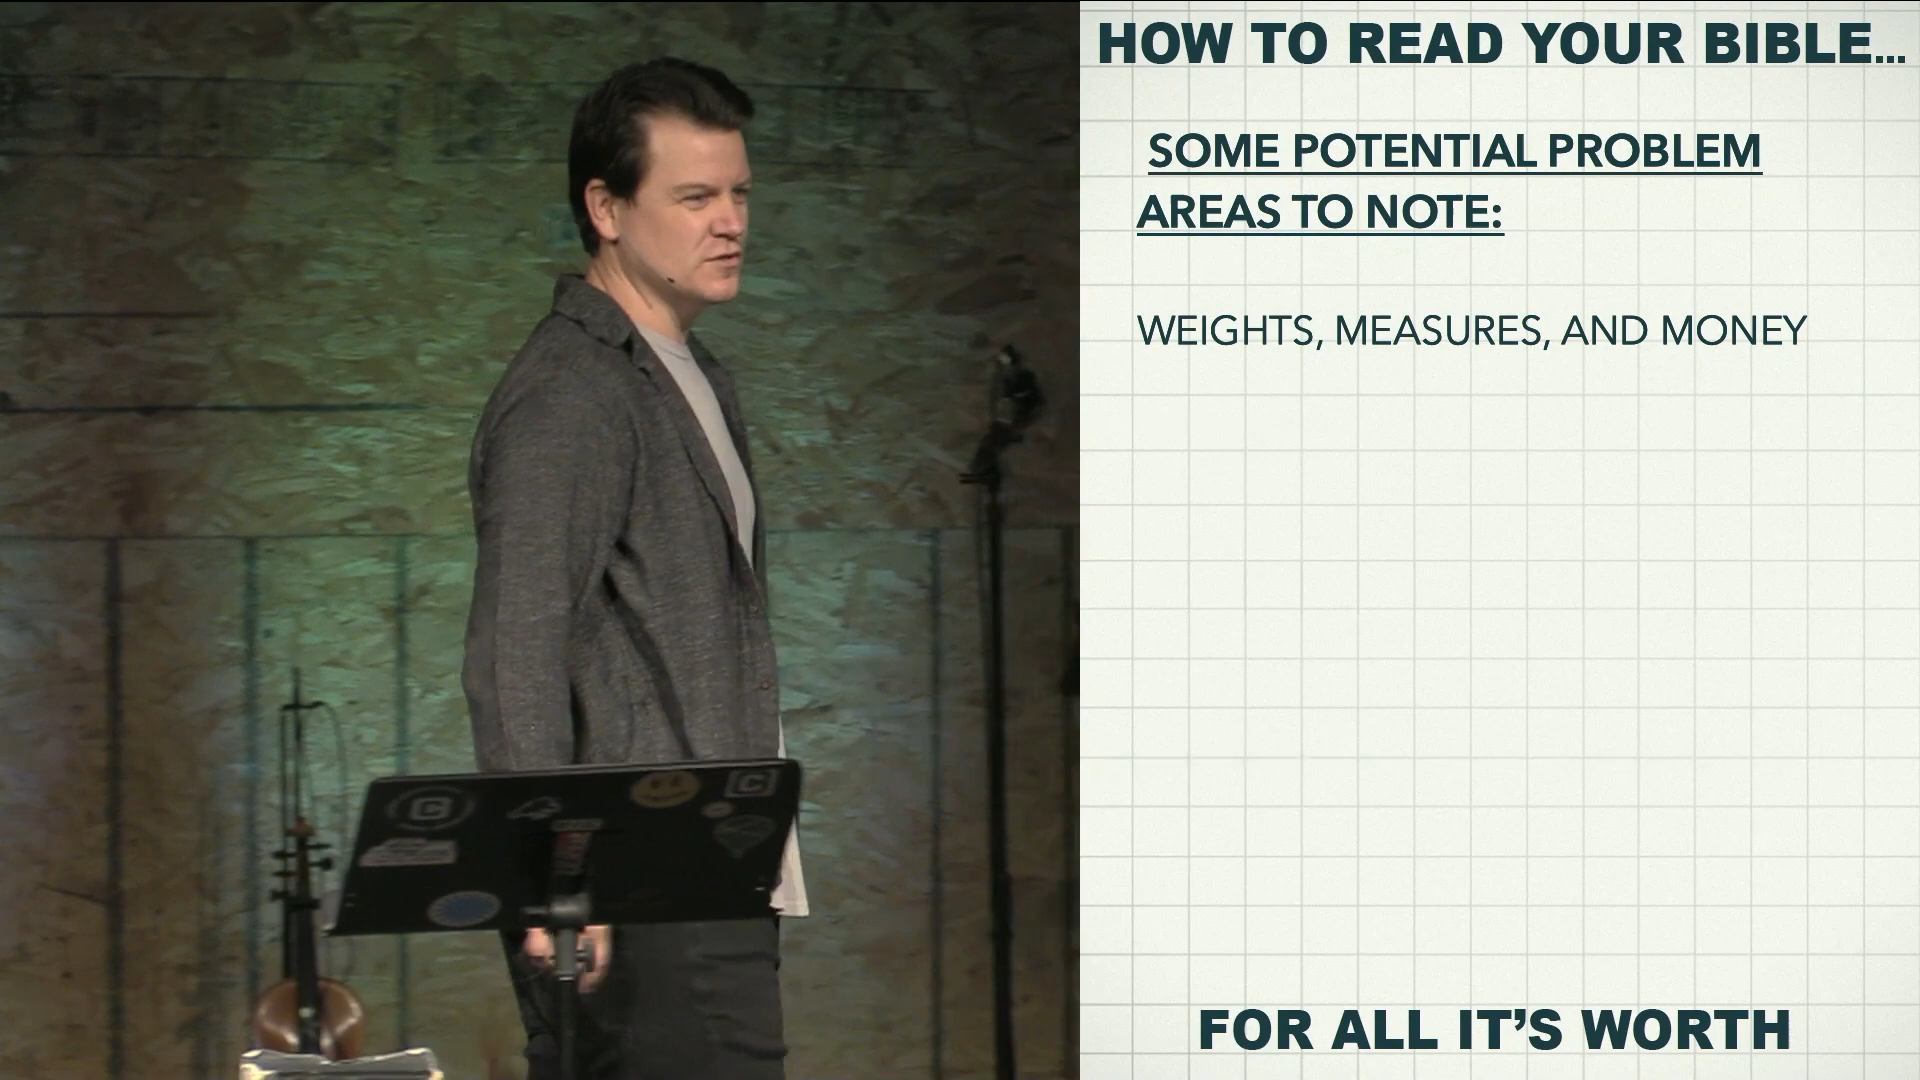 HOW TO READ YOUR BIBLE...
SOME POTENTIAL PROBLEM
AREAS TO NOTE:
WEIGHTS, MEASURES, AND MONEY
C
C
FOR ALL IT’S WORTH